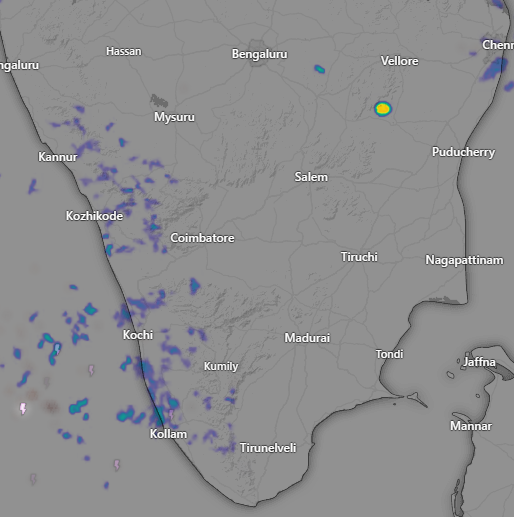 Chenn
Hassan
Bengaluru
ngaluru
Vellore
Mysuru
Kannur
Puducherry
Salem
Kozhikode
Coimbatore
Tiruchi
Nagapattinam
Kochi
Madurai
Tondi
Kumily
Jaffna
Kollam
Mannar
Tirunelveli